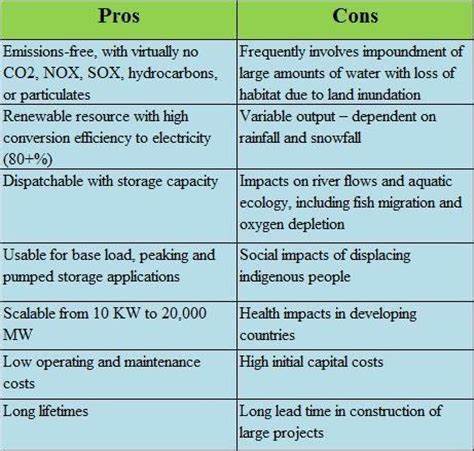 Pros
Cons
Emissions-free, with virtually no
CO2, NOX, SOX, hydrocarbons,
or particulates
Frequently involves impoundment of
large amounts of water with loss of
habitat due to land inundation
Renewable resource with high
conversion efficiency to electricity
(80+%)
Variable output – dependent on
rainfall and snowfall
Dispatchable with storage capacity
Impacts on river flows and aquatic
ecology, including fish migration and
oxygen depletion
Usable for base load, peaking and
pumped storage applications
Social impacts of displacing
indigenous people
Scalable from 10 KW to 20,000
MW
Health impacts in developing
countries
Low operating and maintenance
costs
High initial capital costs
Long lifetimes
Long lead time in construction of
large projects